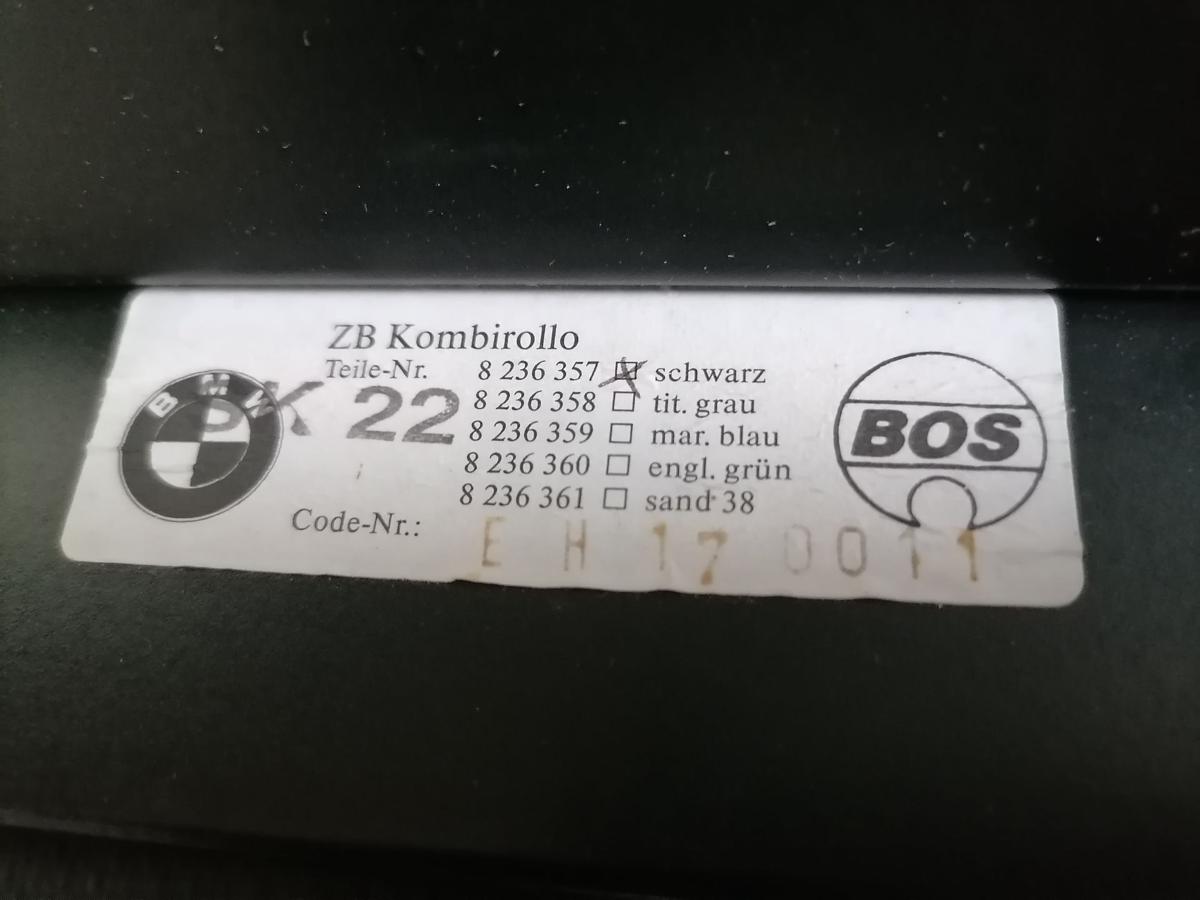 ZB Kombirollo
Teile-Nr. 8 236 357 ☒ schwarz
8 236 358 ☐ tit. grau
8 236 359 ☐ mar. blau
8 236 360 ☐ engl. grün
8 236 361 ☐ sand 38
Code-Nr.: EH 17 0011
BMW
22
BOS